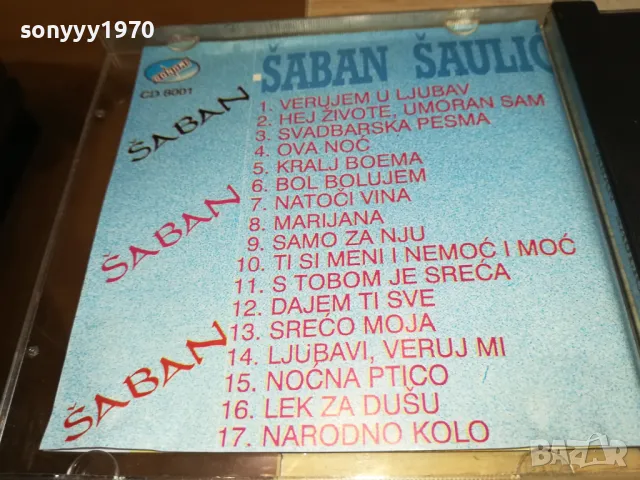 sonyyy1970
CD 8001
ŠABAN ŠAULIĆ
ŠABAN
ŠABAN
ŠABAN
1. VERUJEM U LJUBAV
2. HEJ ŽIVOTE, UMORAN SAM
3. SVADBARSKA PESMA
4. OVA NOĆ
5. KRALJ BOEMA
6. BOL BOLUJEM
7. NATOČI VINA
8. MARIJANA
9. SAMO ZA NJU
10. TI SI MENI I NEMOĆ I MOĆ
11. S TOBOM JE SREĆA
12. DAJEM TI SVE
13. SREĆO MOJA
14. LJUBAVI, VERUJ MI
15. NOĆNA PTICO
16. LEK ZA DUŠU
17. NARODNO KOLO
BAZAR